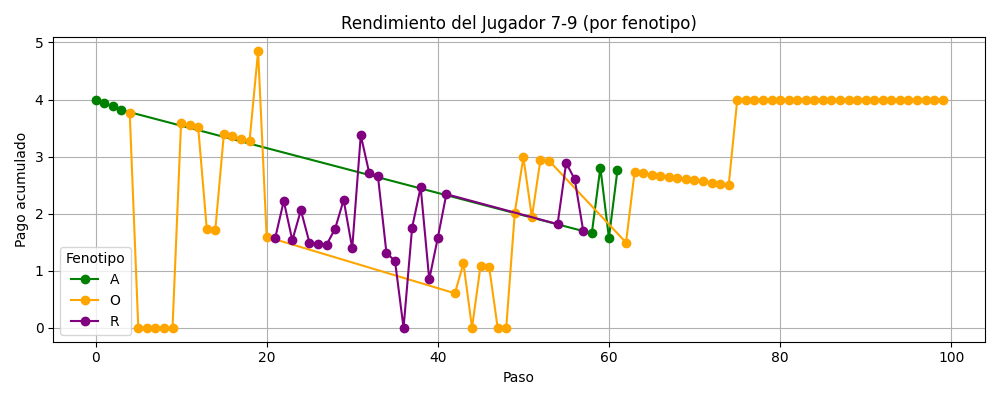 Rendimiento del Jugador 7-9 (por fenotipo)
Pago acumulado
5
4
3
2
1
0
Fenotipo
A
O
R
0 20 40 60 80 100
Paso